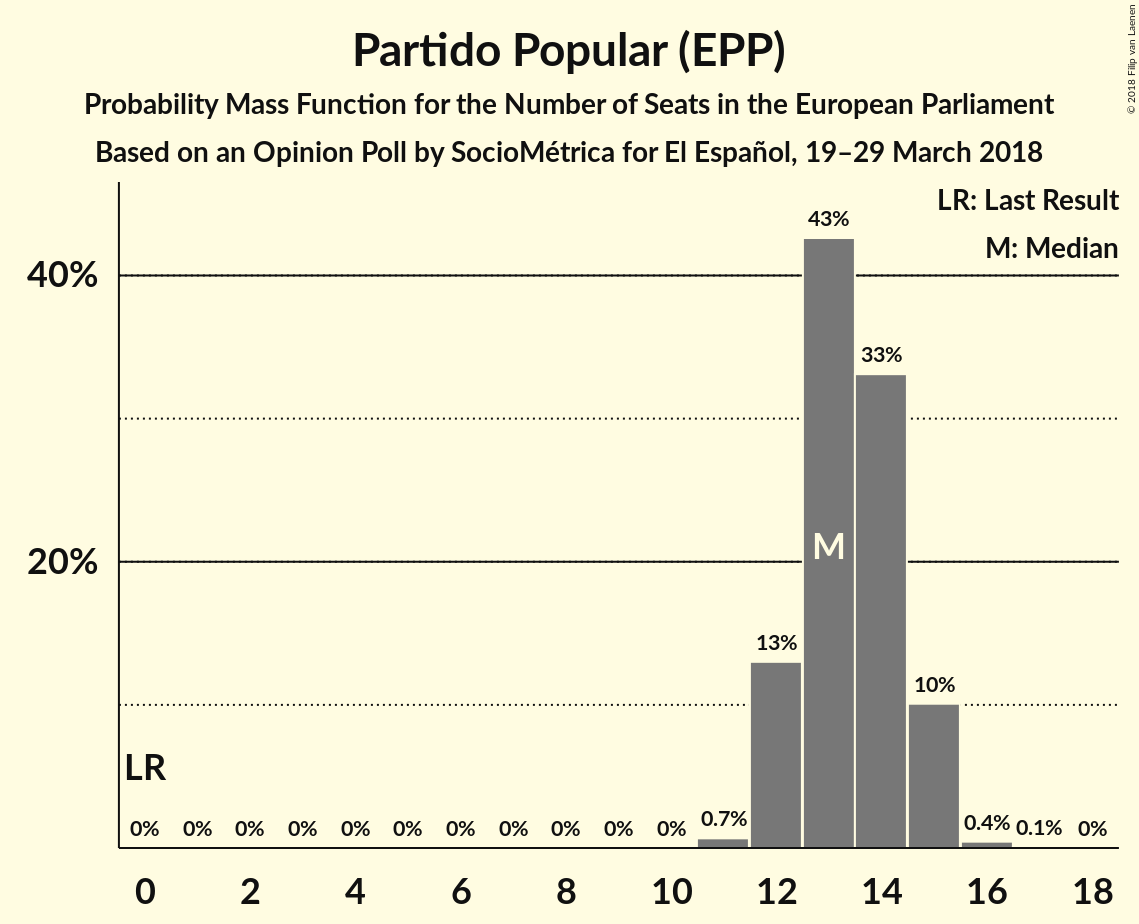 Partido Popular (EPP)
Probability Mass Function for the Number of Seats in the European Parliament
Based on an Opinion Poll by SocioMétrica for El Español, 19–29 March 2018
© 2018 Filip van Laenen
LR: Last Result
M: Median
40%
20%
43%
33%
M
13%
10%
LR
0% 0% 0% 0% 0% 0% 0% 0% 0% 0% 0% 0.7% 0.4% 0.1% 0%
0 2 4 6 8 10 12 14 16 18